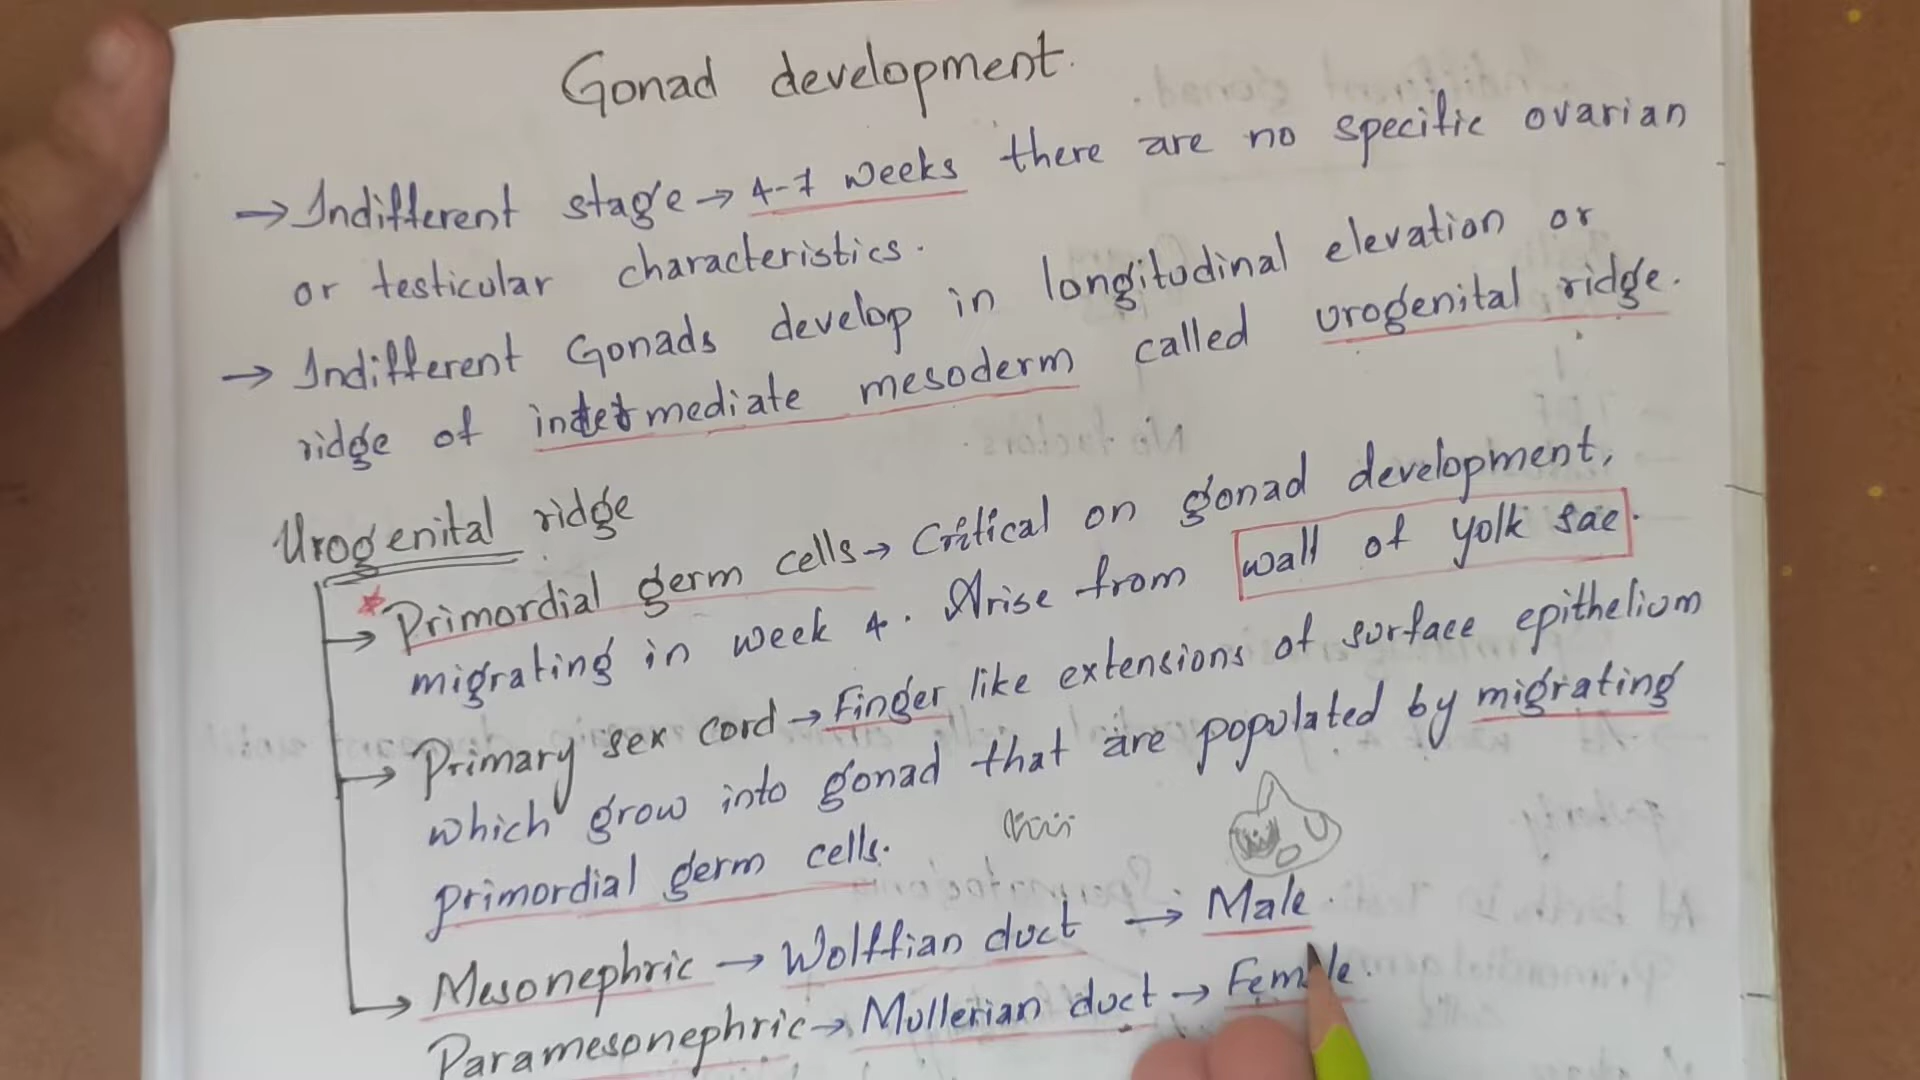 Gonad development.
→ Indifferent stage → 4-7 weeks there are no specific ovarian
or testicular characteristics.
→ Indifferent Gonads develop in longitudinal elevation or
ridge of intermediate mesoderm called urogenital ridge.
Urogenital ridge
* → Primordial germ cells → Critical on gonad development,
migrating in week 4. Arise from wall of yolk sac.
→ Primary sex cord → Finger like extensions of surface epithelium
which grow into gonad that are populated by migrating
primordial germ cells.
→ Mesonephric → Wolffian duct → Male.
Paramesonephric → Mullerian duct → Female.